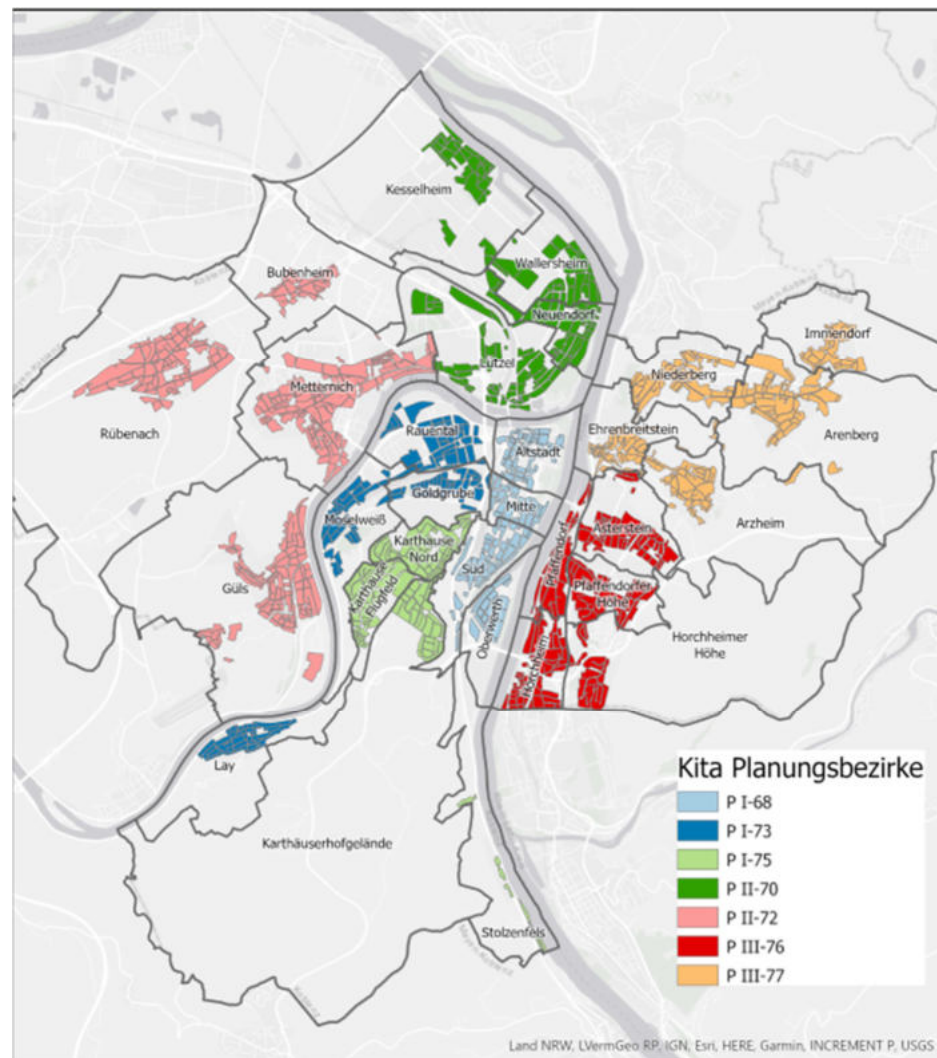 Kesselheim
Wallersheim
Bubenheim
Neuendorf
Immendorf
Lützel
Niederberg
Metternich
Rübenach
Rauental
Ehrenbreitstein
Arenberg
Altstadt
Goldgrube
Mitte
Moselweiß
Asterstein
Arzheim
Karthause
Nord
Pfaffendorf
Süd
Karthause
Flugfeld
Güls
Pfaffendorfer
Höhe
Oberwerth
Horchheim
Horchheimer
Höhe
Lay
Karthäuserhofgelände
Stolzenfels
Kita Planungsbezirke
P I-68
P I-73
P I-75
P II-70
P II-72
P III-76
P III-77
Land NRW, LVermGeo RP, IGN, Esri, HERE, Garmin, INCREMENT P, USGS